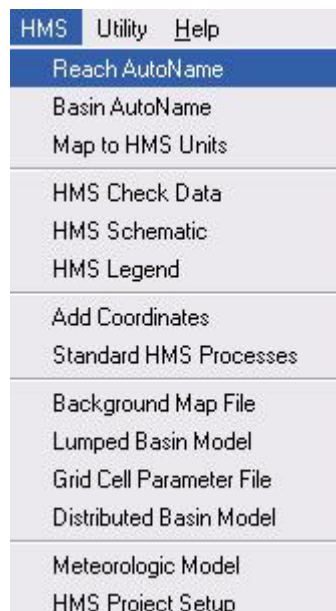 HMS Utility Help
Reach AutoName
Basin AutoName
Map to HMS Units
HMS Check Data
HMS Schematic
HMS Legend
Add Coordinates
Standard HMS Processes
Background Map File
Lumped Basin Model
Grid Cell Parameter File
Distributed Basin Model
Meteorologic Model
HMS Project Setup